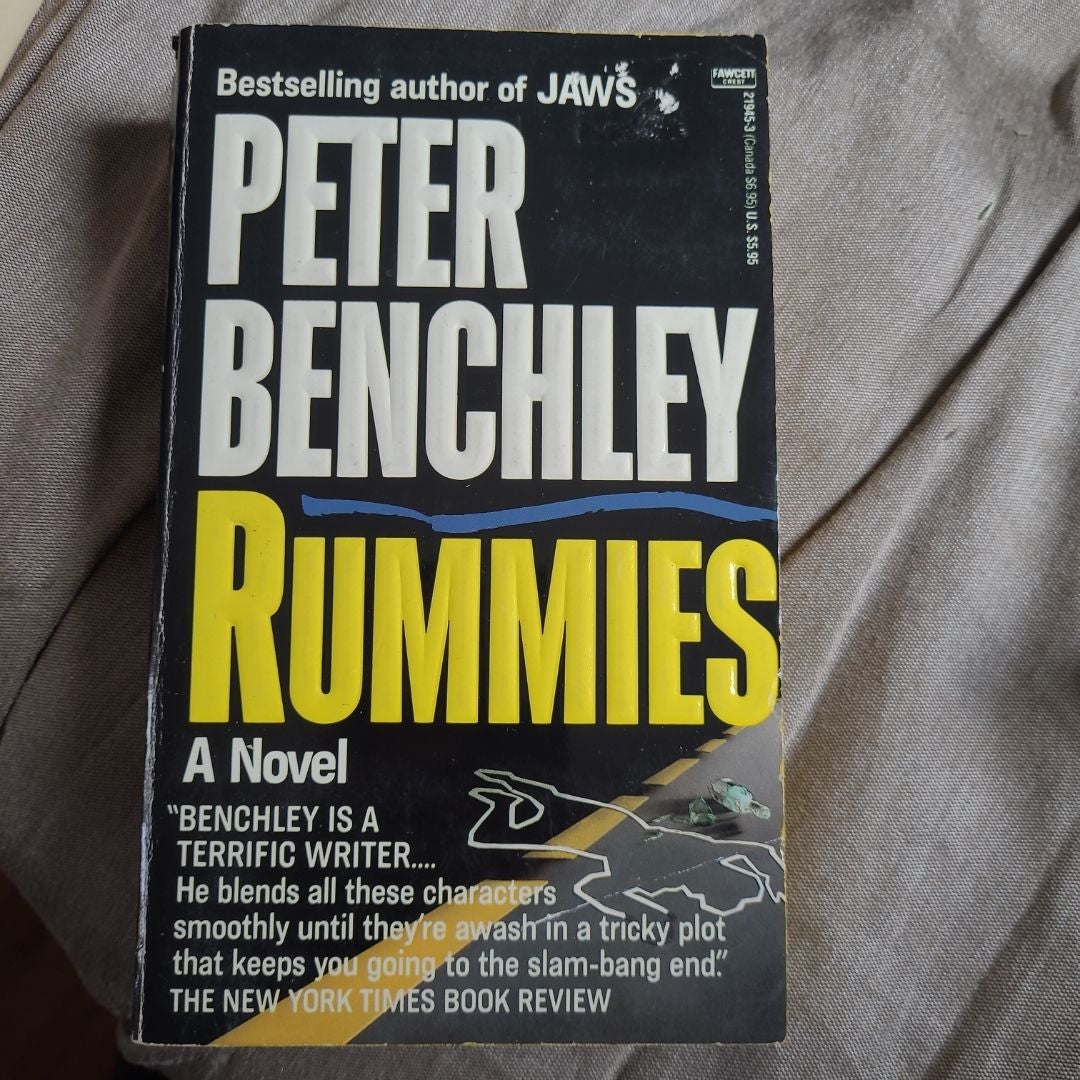 Bestselling author of JAWS
FAWCETT
CREST
21945-3 (Canada $6.95) U.S. $5.95
PETER
BENCHLEY
RUMMIES
A Novel
"BENCHLEY IS A
TERRIFIC WRITER....
He blends all these characters
smoothly until they're awash in a tricky plot
that keeps you going to the slam-bang end."
THE NEW YORK TIMES BOOK REVIEW